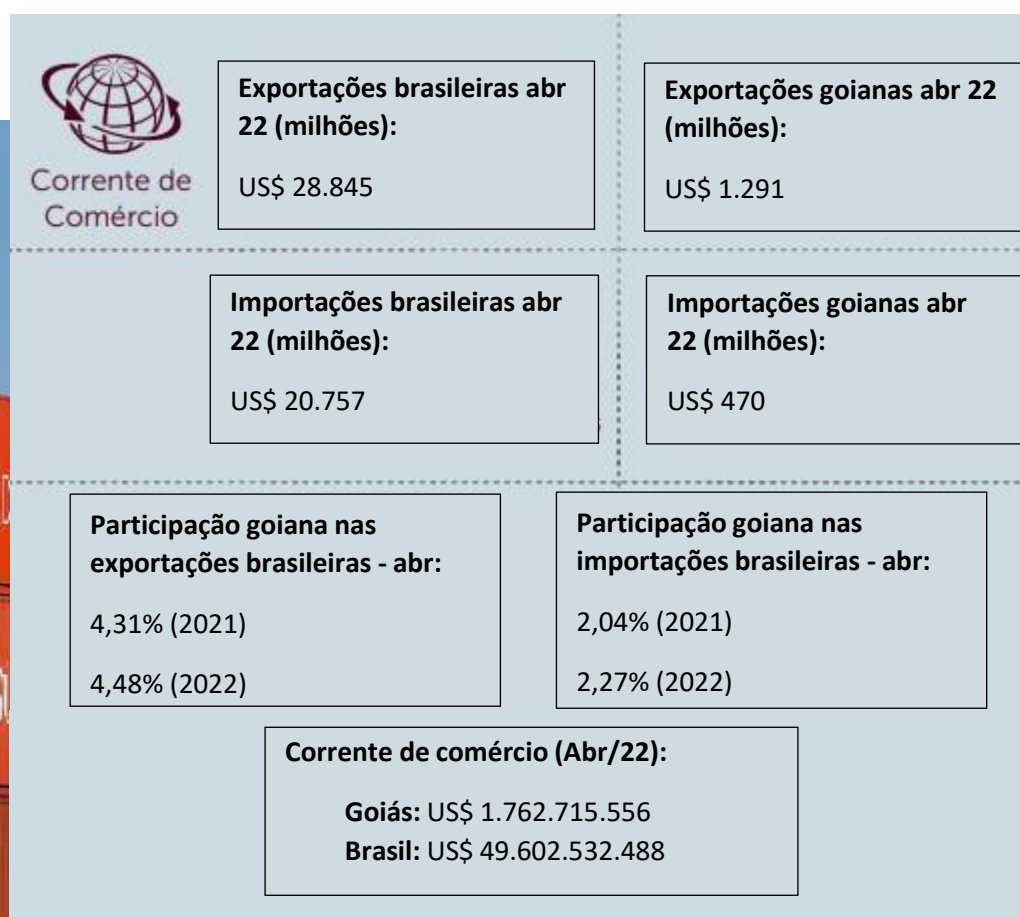 Corrente de
Comércio
Exportações brasileiras abr
22 (milhões):
US$ 28.845
Exportações goianas abr 22
(milhões):
US$ 1.291
Importações brasileiras abr
22 (milhões):
US$ 20.757
Importações goianas abr
22 (milhões):
US$ 470
Participação goiana nas
exportações brasileiras - abr:
4,31% (2021)
4,48% (2022)
Participação goiana nas
importações brasileiras - abr:
2,04% (2021)
2,27% (2022)
Corrente de comércio (Abr/22):
Goiás: US$ 1.762.715.556
Brasil: US$ 49.602.532.488